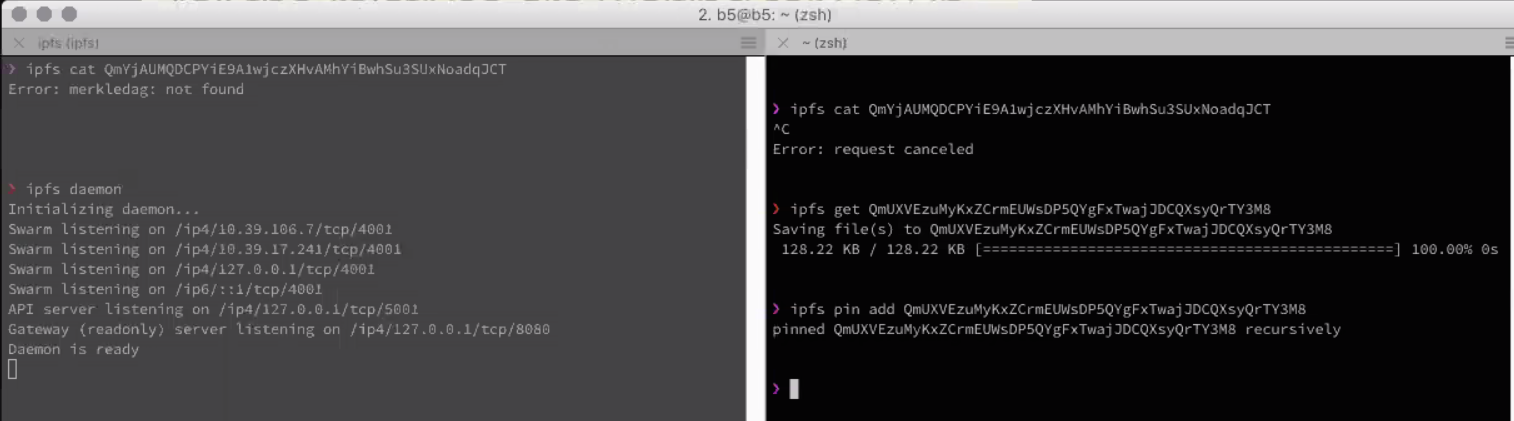 2. b5@b5: ~ (zsh)
ipfs (ipfs)
❯ ipfs cat QmYjAUMQDCPYiE9A1wjczXHvAMhYiBwhSu3SUxNoadqJCT
Error: merkledag: not found
❯ ipfs daemon
Initializing daemon...
Swarm listening on /ip4/10.39.106.7/tcp/4001
Swarm listening on /ip4/10.39.17.241/tcp/4001
Swarm listening on /ip4/127.0.0.1/tcp/4001
Swarm listening on /ip6/::1/tcp/4001
API server listening on /ip4/127.0.0.1/tcp/5001
Gateway (readonly) server listening on /ip4/127.0.0.1/tcp/8080
Daemon is ready
~ (zsh)
❯ ipfs cat QmYjAUMQDCPYiE9A1wjczXHvAMhYiBwhSu3SUxNoadqJCT
^C
Error: request canceled
❯ ipfs get QmUXVEzuMyKxZCrmEUWsDP5QYgFxTwajJDCQXsyQrTY3M8
Saving file(s) to QmUXVEzuMyKxZCrmEUWsDP5QYgFxTwajJDCQXsyQrTY3M8
128.22 KB / 128.22 KB [===============================================] 100.00% 0s
❯ ipfs pin add QmUXVEzuMyKxZCrmEUWsDP5QYgFxTwajJDCQXsyQrTY3M8
pinned QmUXVEzuMyKxZCrmEUWsDP5QYgFxTwajJDCQXsyQrTY3M8 recursively
❯